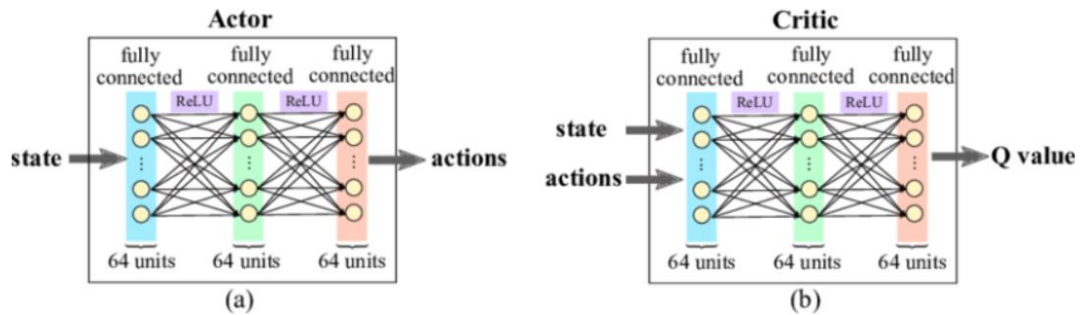 Actor
fully
connected
fully
connected
fully
connected
ReLU
ReLU
state
actions
64 units
64 units
64 units
(a)
Critic
fully
connected
fully
connected
fully
connected
ReLU
ReLU
state
actions
Q value
64 units
64 units
64 units
(b)